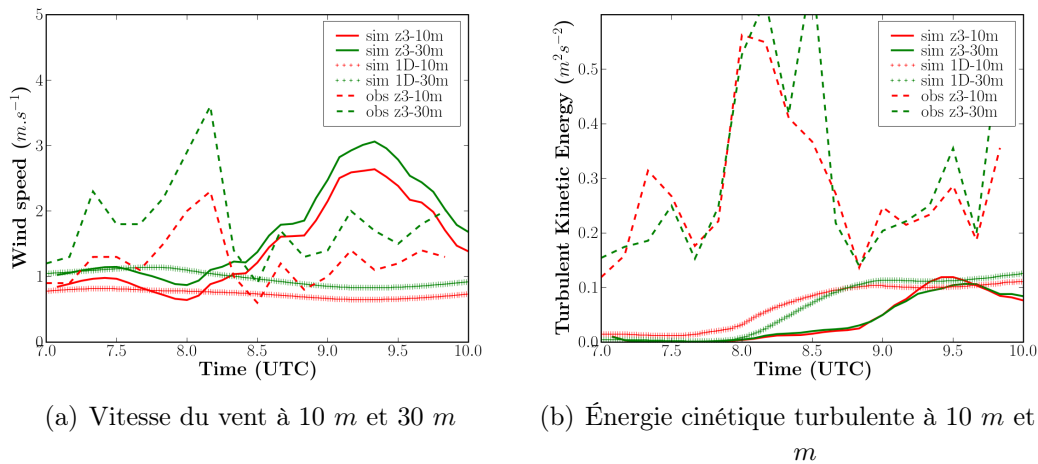 5
4
3
2
1
0
7.0 7.5 8.0 8.5 9.0 9.5 10.0
Wind speed (m.s⁻¹)
Time (UTC)
sim z3-10m
sim z3-30m
sim 1D-10m
sim 1D-30m
obs z3-10m
obs z3-30m
(a) Vitesse du vent à 10 m et 30 m
0.5
0.4
0.3
0.2
0.1
0.0
7.0 7.5 8.0 8.5 9.0 9.5 10.0
Turbulent Kinetic Energy (m²s⁻²)
Time (UTC)
sim z3-10m
sim z3-30m
sim 1D-10m
sim 1D-30m
obs z3-10m
obs z3-30m
(b) Énergie cinétique turbulente à 10 m et
m